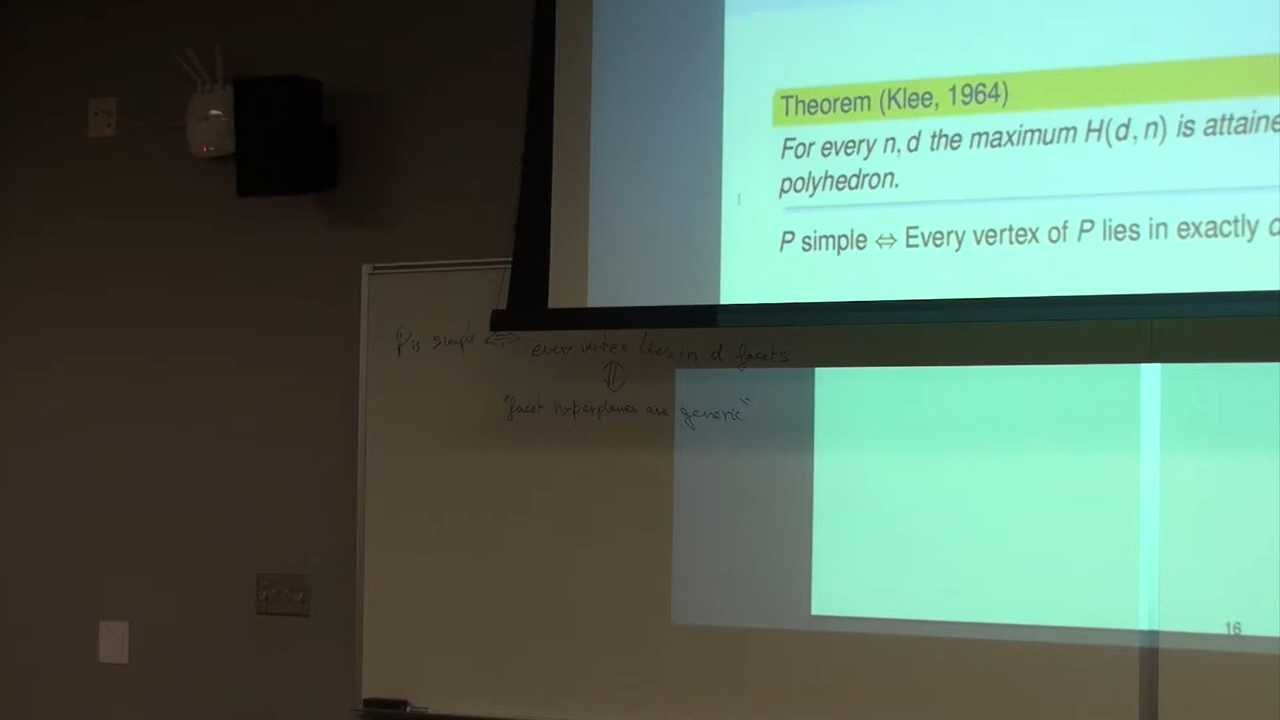 Theorem (Klee, 1964)
For every n, d the maximum H(d, n) is attaine
polyhedron.
P simple ⇔ Every vertex of P lies in exactly d
P is simple ⇔ every vertex lies in d facets
⇕
"facet hyperplanes are generic"
16